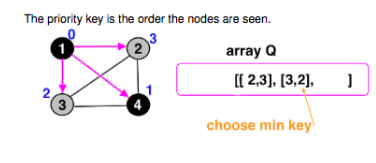 The priority key is the order the nodes are seen.
0
1
2
3
array Q
[[ 2,3], [3,2],     ]
2
3
1
4
choose min key